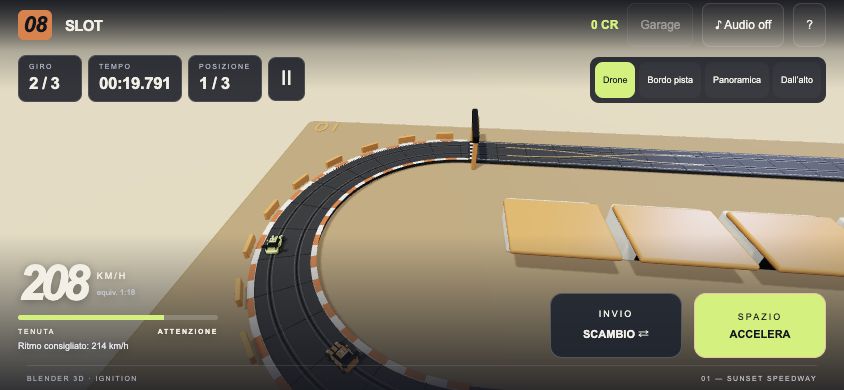 08 SLOT
0 CR
Garage
♪ Audio off
?
GIRO
2 / 3
TEMPO
00:19.791
POSIZIONE
1 / 3
Drone
Bordo pista
Panoramica
Dall'alto
01
208 KM/H
equiv. 1:18
TENUTA
ATTENZIONE
Ritmo consigliato: 214 km/h
INVIO
SCAMBIO ⇄
SPAZIO
ACCELERA
BLENDER 3D · IGNITION
01 — SUNSET SPEEDWAY